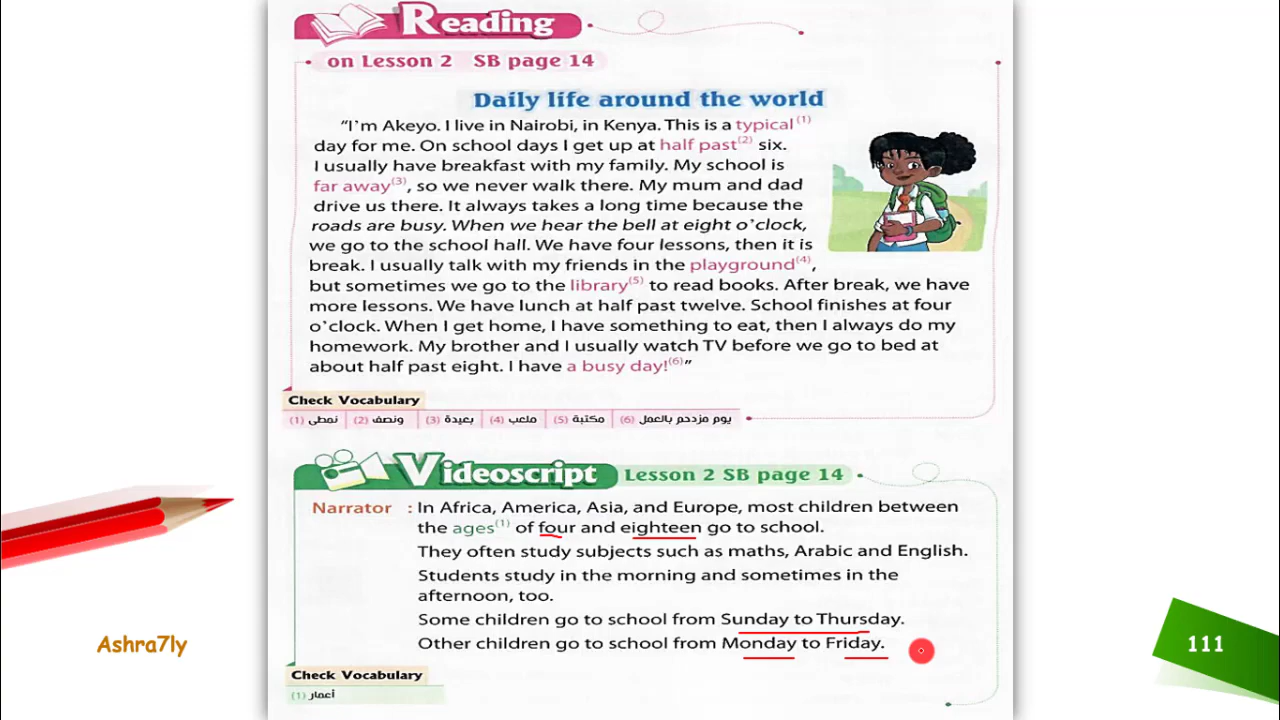 Reading
on Lesson 2 SB page 14
Daily life around the world
"I'm Akeyo. I live in Nairobi, in Kenya. This is a typical(1)
day for me. On school days I get up at half past(2) six.
I usually have breakfast with my family. My school is
far away(3), so we never walk there. My mum and dad
drive us there. It always takes a long time because the
roads are busy. When we hear the bell at eight o'clock,
we go to the school hall. We have four lessons, then it is
break. I usually talk with my friends in the playground(4),
but sometimes we go to the library(5) to read books. After break, we have
more lessons. We have lunch at half past twelve. School finishes at four
o'clock. When I get home, I have something to eat, then I always do my
homework. My brother and I usually watch TV before we go to bed at
about half past eight. I have a busy day!(6)"
Check Vocabulary
(1) نمطى (2) ونصف (3) بعيدة (4) ملعب (5) مكتبة (6) يوم مزدحم بالعمل
Videoscript Lesson 2 SB page 14
Narrator : In Africa, America, Asia, and Europe, most children between
the ages(1) of four and eighteen go to school.
They often study subjects such as maths, Arabic and English.
Students study in the morning and sometimes in the
afternoon, too.
Some children go to school from Sunday to Thursday.
Other children go to school from Monday to Friday.
Ashra7ly
111
Check Vocabulary
(1) أعمار